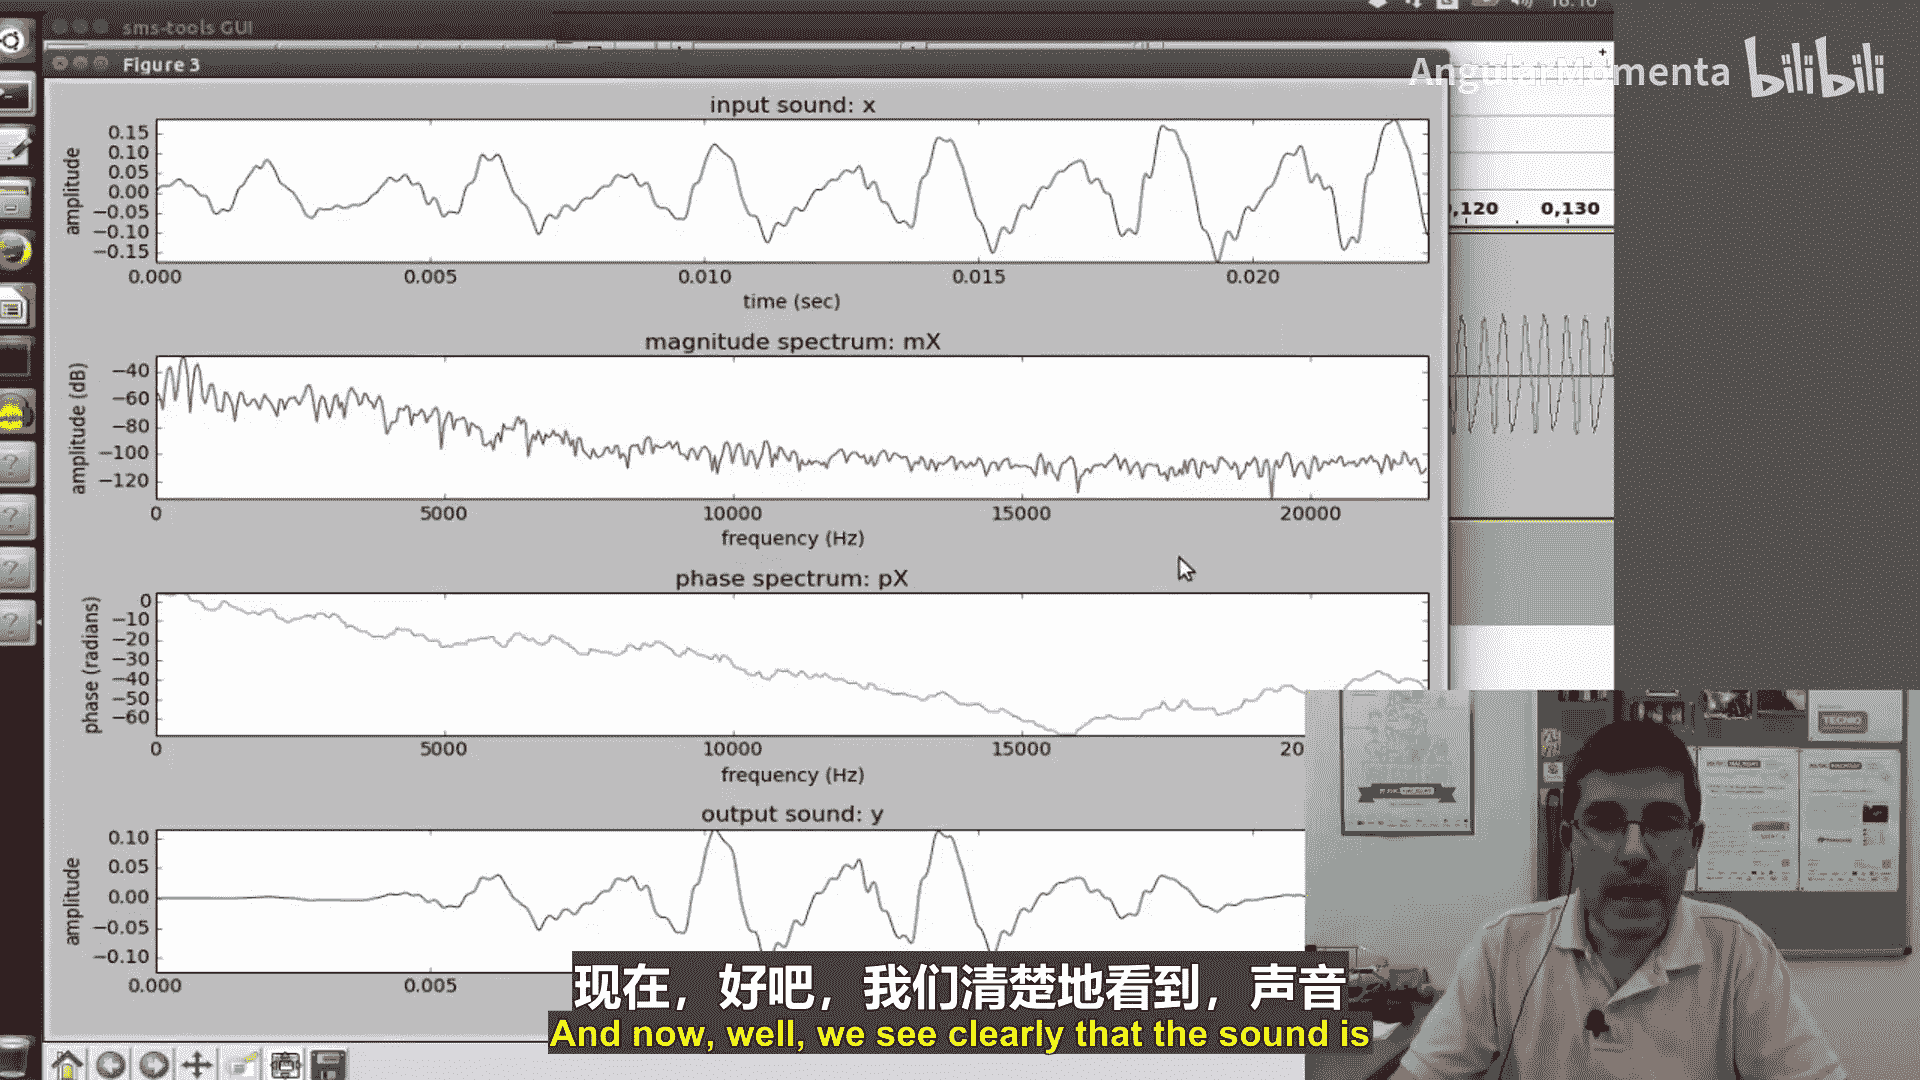 16:10
sms-tools GUI
Figure 3
AngularMomenta bilibili
input sound: x
amplitude
0.15
0.10
0.05
0.00
−0.05
−0.10
−0.15
0.000 0.005 0.010 0.015 0.020
time (sec)
0,120 0,130
magnitude spectrum: mX
amplitude (dB)
−40
−60
−80
−100
−120
0 5000 10000 15000 20000
frequency (Hz)
phase spectrum: pX
phase (radians)
0
−10
−20
−30
−40
−50
−60
0 5000 10000 15000 20
frequency (Hz)
TECNIO
output sound: y
amplitude
0.10
0.05
0.00
−0.05
−0.10
0.000 0.005
现在，好吧，我们清楚地看到，声音
And now, well, we see clearly that the sound is